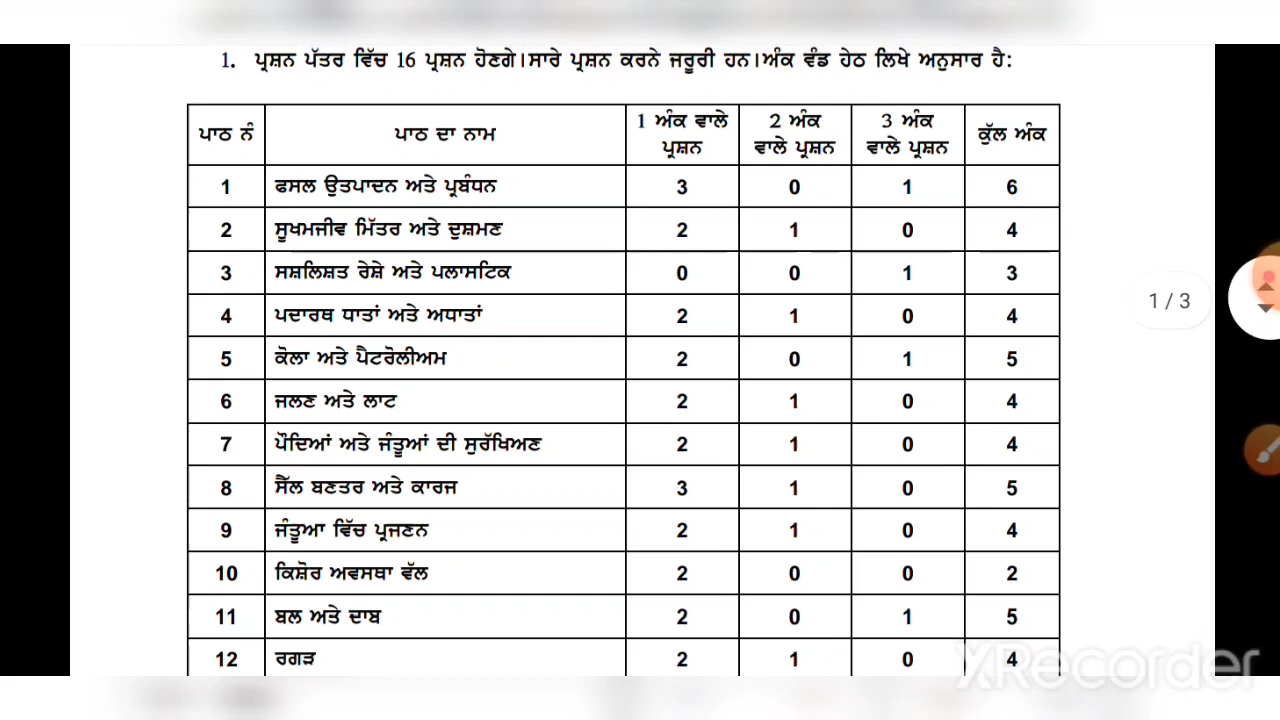 1. ਪ੍ਰਸ਼ਨ ਪੱਤਰ ਵਿੱਚ 16 ਪ੍ਰਸ਼ਨ ਹੋਣਗੇ।ਸਾਰੇ ਪ੍ਰਸ਼ਨ ਕਰਨੇ ਜਰੂਰੀ ਹਨ।ਅੰਕ ਵੰਡ ਹੇਠ ਲਿਖੇ ਅਨੁਸਾਰ ਹੈ:
ਪਾਠ ਨੰ ਪਾਠ ਦਾ ਨਾਮ 1 ਅੰਕ ਵਾਲੇ ਪ੍ਰਸ਼ਨ 2 ਅੰਕ ਵਾਲੇ ਪ੍ਰਸ਼ਨ 3 ਅੰਕ ਵਾਲੇ ਪ੍ਰਸ਼ਨ ਕੁੱਲ ਅੰਕ
1 ਫਸਲ ਉਤਪਾਦਨ ਅਤੇ ਪ੍ਰਬੰਧਨ 3 0 1 6
2 ਸੂਖਮਜੀਵ ਮਿੱਤਰ ਅਤੇ ਦੁਸ਼ਮਣ 2 1 0 4
3 ਸਸ਼ਲਿਸ਼ਤ ਰੇਸ਼ੇ ਅਤੇ ਪਲਾਸਟਿਕ 0 0 1 3
4 ਪਦਾਰਥ ਧਾਤਾਂ ਅਤੇ ਅਧਾਤਾਂ 2 1 0 4
5 ਕੋਲਾ ਅਤੇ ਪੈਟਰੋਲੀਅਮ 2 0 1 5
6 ਜਲਣ ਅਤੇ ਲਾਟ 2 1 0 4
7 ਪੌਦਿਆਂ ਅਤੇ ਜੰਤੂਆਂ ਦੀ ਸੁਰੱਖਿਅਣ 2 1 0 4
8 ਸੈੱਲ ਬਣਤਰ ਅਤੇ ਕਾਰਜ 3 1 0 5
9 ਜੰਤੂਆ ਵਿੱਚ ਪ੍ਰਜਣਨ 2 1 0 4
10 ਕਿਸ਼ੋਰ ਅਵਸਥਾ ਵੱਲ 2 0 0 2
11 ਬਲ ਅਤੇ ਦਾਬ 2 0 1 5
12 ਰਗੜ 2 1 0 4
1 / 3
XRecorder